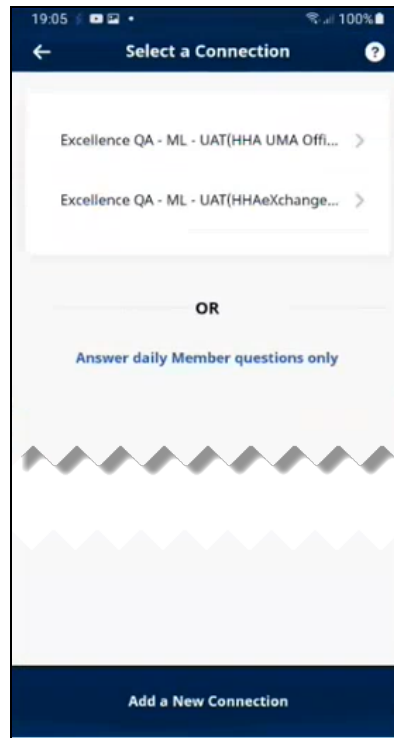 19:05 100%
Select a Connection ?
Excellence QA - ML - UAT(HHA UMA Offi...
Excellence QA - ML - UAT(HHAeXchange...
OR
Answer daily Member questions only
Add a New Connection